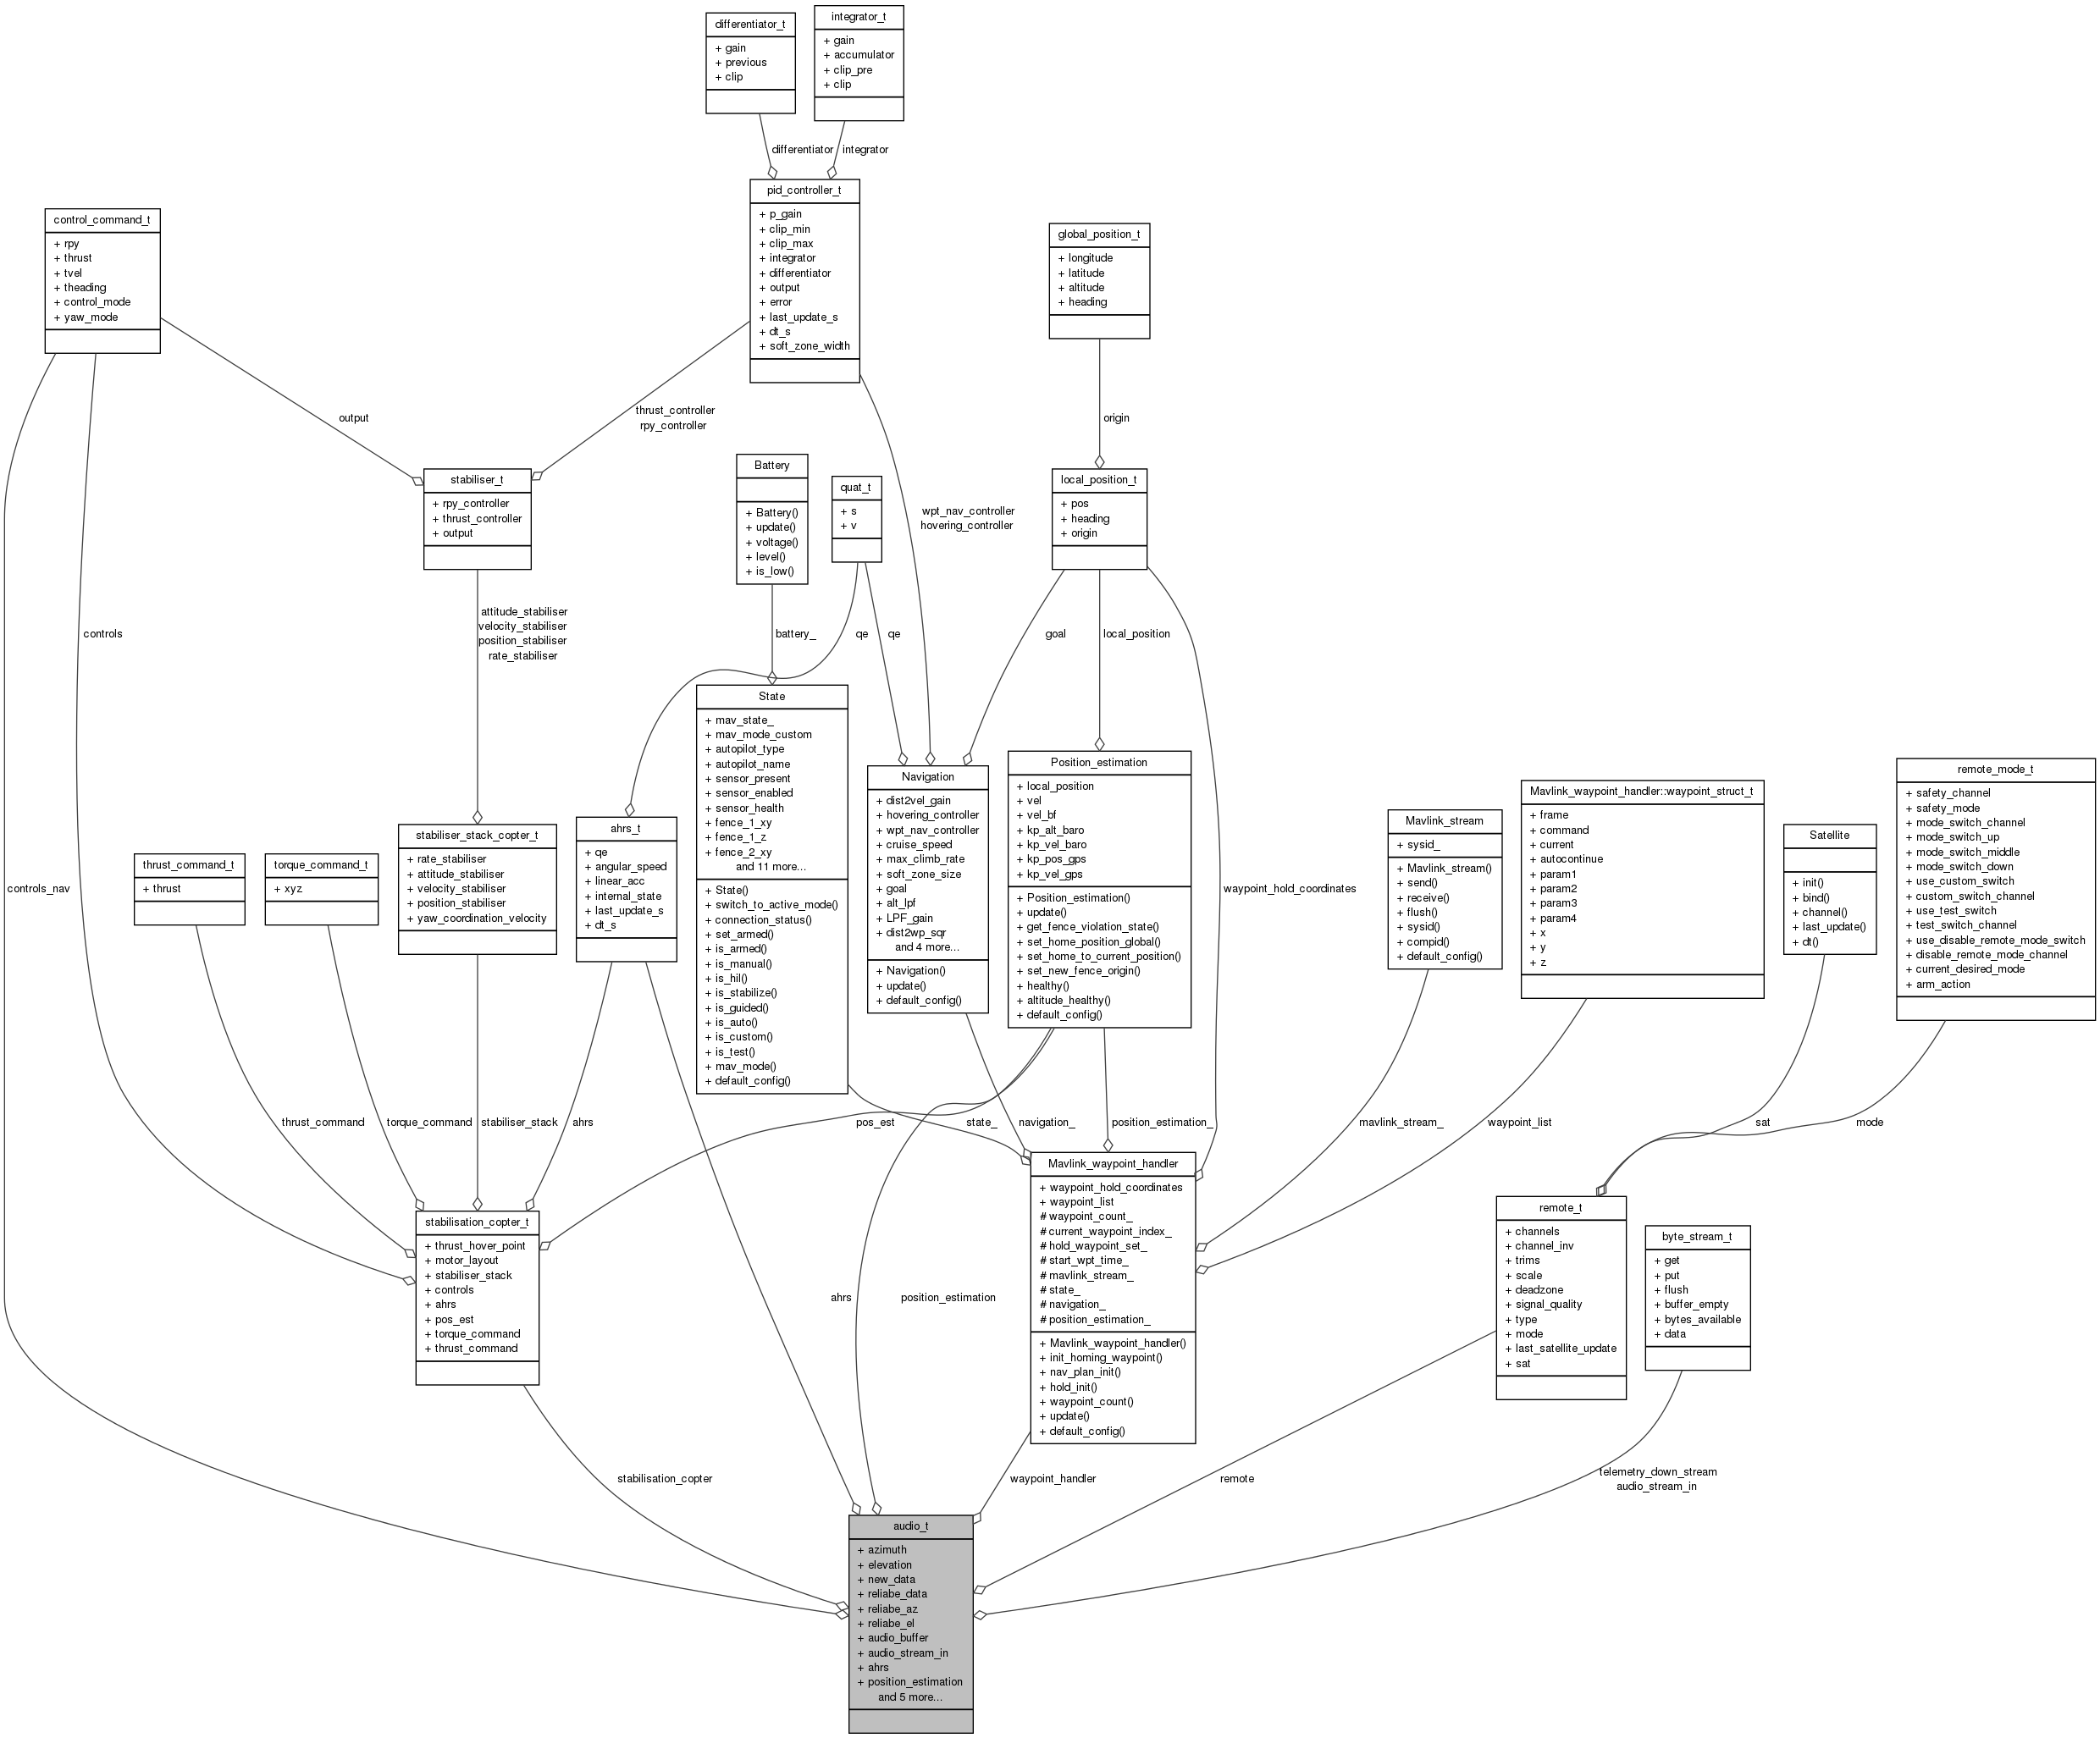 differentiator_t
+ gain
+ previous
+ clip
integrator_t
+ gain
+ accumulator
+ clip_pre
+ clip
differentiator
integrator
pid_controller_t
+ p_gain
+ clip_min
+ clip_max
+ integrator
+ differentiator
+ output
+ error
+ last_update_s
+ dt_s
+ soft_zone_width
control_command_t
+ rpy
+ thrust
+ tvel
+ theading
+ control_mode
+ yaw_mode
global_position_t
+ longitude
+ latitude
+ altitude
+ heading
output
thrust_controller
rpy_controller
origin
stabiliser_t
+ rpy_controller
+ thrust_controller
+ output
Battery
+ Battery()
+ update()
+ voltage()
+ level()
+ is_low()
quat_t
+ s
+ v
wpt_nav_controller
hovering_controller
local_position_t
+ pos
+ heading
+ origin
controls
attitude_stabiliser
velocity_stabiliser
position_stabiliser
rate_stabiliser
battery_
qe
qe
goal
local_position
State
+ mav_state_
+ mav_mode_custom
+ autopilot_type
+ autopilot_name
+ sensor_present
+ sensor_enabled
+ sensor_health
+ fence_1_xy
+ fence_1_z
+ fence_2_xy
and 11 more...
+ State()
+ switch_to_active_mode()
+ connection_status()
+ set_armed()
+ is_armed()
+ is_manual()
+ is_hil()
+ is_stabilize()
+ is_guided()
+ is_auto()
+ is_custom()
+ is_test()
+ mav_mode()
+ default_config()
Navigation
+ dist2vel_gain
+ hovering_controller
+ wpt_nav_controller
+ cruise_speed
+ max_climb_rate
+ soft_zone_size
+ goal
+ alt_lpf
+ LPF_gain
+ dist2wp_sqr
and 4 more...
+ Navigation()
+ update()
+ default_config()
Position_estimation
+ local_position
+ vel
+ vel_bf
+ kp_alt_baro
+ kp_vel_baro
+ kp_pos_gps
+ kp_vel_gps
+ Position_estimation()
+ update()
+ get_fence_violation_state()
+ set_home_position_global()
+ set_home_to_current_position()
+ set_new_fence_origin()
+ healthy()
+ altitude_healthy()
+ default_config()
controls_nav
thrust_command_t
+ thrust
torque_command_t
+ xyz
stabiliser_stack_copter_t
+ rate_stabiliser
+ attitude_stabiliser
+ velocity_stabiliser
+ position_stabiliser
+ yaw_coordination_velocity
ahrs_t
+ qe
+ angular_speed
+ linear_acc
+ internal_state
+ last_update_s
+ dt_s
waypoint_hold_coordinates
Mavlink_stream
+ sysid_
+ Mavlink_stream()
+ send()
+ receive()
+ flush()
+ sysid()
+ compid()
+ default_config()
Mavlink_waypoint_handler::waypoint_struct_t
+ frame
+ command
+ current
+ autocontinue
+ param1
+ param2
+ param3
+ param4
+ x
+ y
+ z
Satellite
+ init()
+ bind()
+ channel()
+ last_update()
+ dt()
remote_mode_t
+ safety_channel
+ safety_mode
+ mode_switch_channel
+ mode_switch_up
+ mode_switch_middle
+ mode_switch_down
+ use_custom_switch
+ custom_switch_channel
+ use_test_switch
+ test_switch_channel
+ use_disable_remote_mode_switch
+ disable_remote_mode_channel
+ current_desired_mode
+ arm_action
thrust_command
torque_command
stabiliser_stack
ahrs
pos_est
state_
navigation_
position_estimation_
mavlink_stream_
waypoint_list
sat
mode
stabilisation_copter_t
+ thrust_hover_point
+ motor_layout
+ stabiliser_stack
+ controls
+ ahrs
+ pos_est
+ torque_command
+ thrust_command
Mavlink_waypoint_handler
+ waypoint_hold_coordinates
+ waypoint_list
# waypoint_count_
# current_waypoint_index_
# hold_waypoint_set_
# start_wpt_time_
# mavlink_stream_
# state_
# navigation_
# position_estimation_
+ Mavlink_waypoint_handler()
+ init_homing_waypoint()
+ nav_plan_init()
+ hold_init()
+ waypoint_count()
+ update()
+ default_config()
remote_t
+ channels
+ channel_inv
+ trims
+ scale
+ deadzone
+ signal_quality
+ type
+ mode
+ last_satellite_update
+ sat
byte_stream_t
+ get
+ put
+ flush
+ buffer_empty
+ bytes_available
+ data
ahrs
position_estimation
stabilisation_copter
waypoint_handler
remote
telemetry_down_stream
audio_stream_in
audio_t
+ azimuth
+ elevation
+ new_data
+ reliabe_data
+ reliabe_az
+ reliabe_el
+ audio_buffer
+ audio_stream_in
+ ahrs
+ position_estimation
and 5 more...